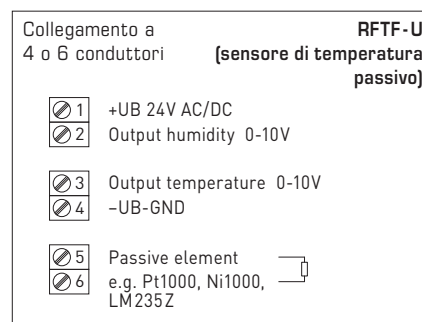 Collegamento a
4 o 6 conduttori
RFTF-U
(sensore di temperatura
passivo)
1 +UB 24V AC/DC
2 Output humidity 0-10V
3 Output temperature 0-10V
4 –UB-GND
5 Passive element
6 e.g. Pt1000, Ni1000,
LM235Z